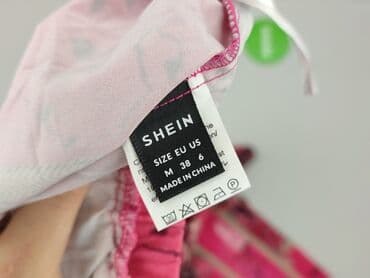 SHEIN
SIZE EU US
M 38 6
MADE IN CHINA